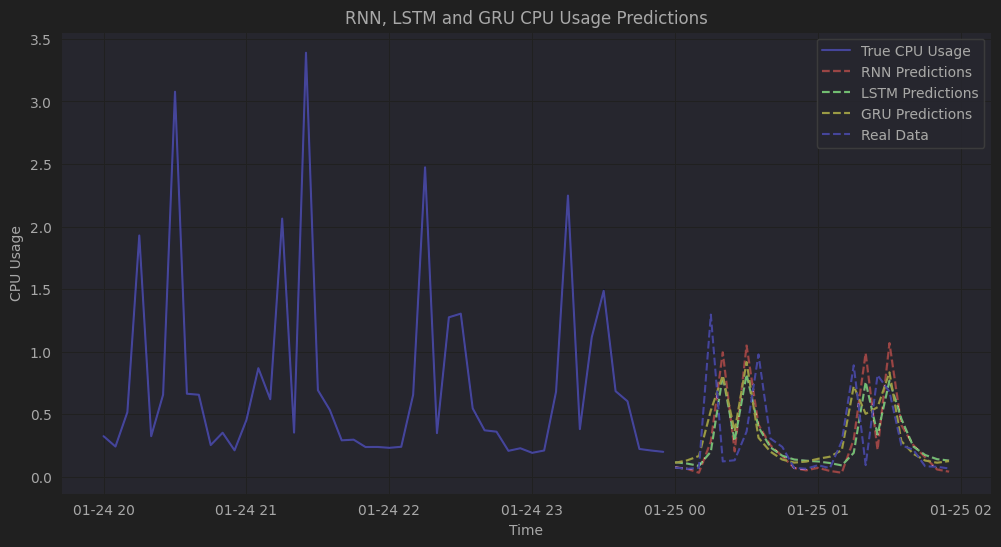 RNN, LSTM and GRU CPU Usage Predictions
True CPU Usage
RNN Predictions
LSTM Predictions
GRU Predictions
Real Data
CPU Usage
3.5
3.0
2.5
2.0
1.5
1.0
0.5
0.0
01-24 20
01-24 21
01-24 22
01-24 23
01-25 00
01-25 01
01-25 02
Time